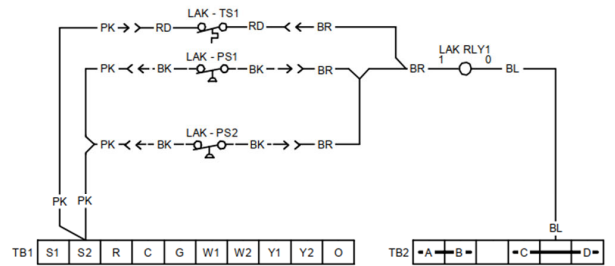 LAK - TS1
PK RD RD BR
LAK - PS1
PK BK BK BR
LAK RLY1
1 0
BR BL
LAK - PS2
PK BK BK BR
PK PK
BL
TB1 S1 S2 R C G W1 W2 Y1 Y2 O
TB2 A B C D